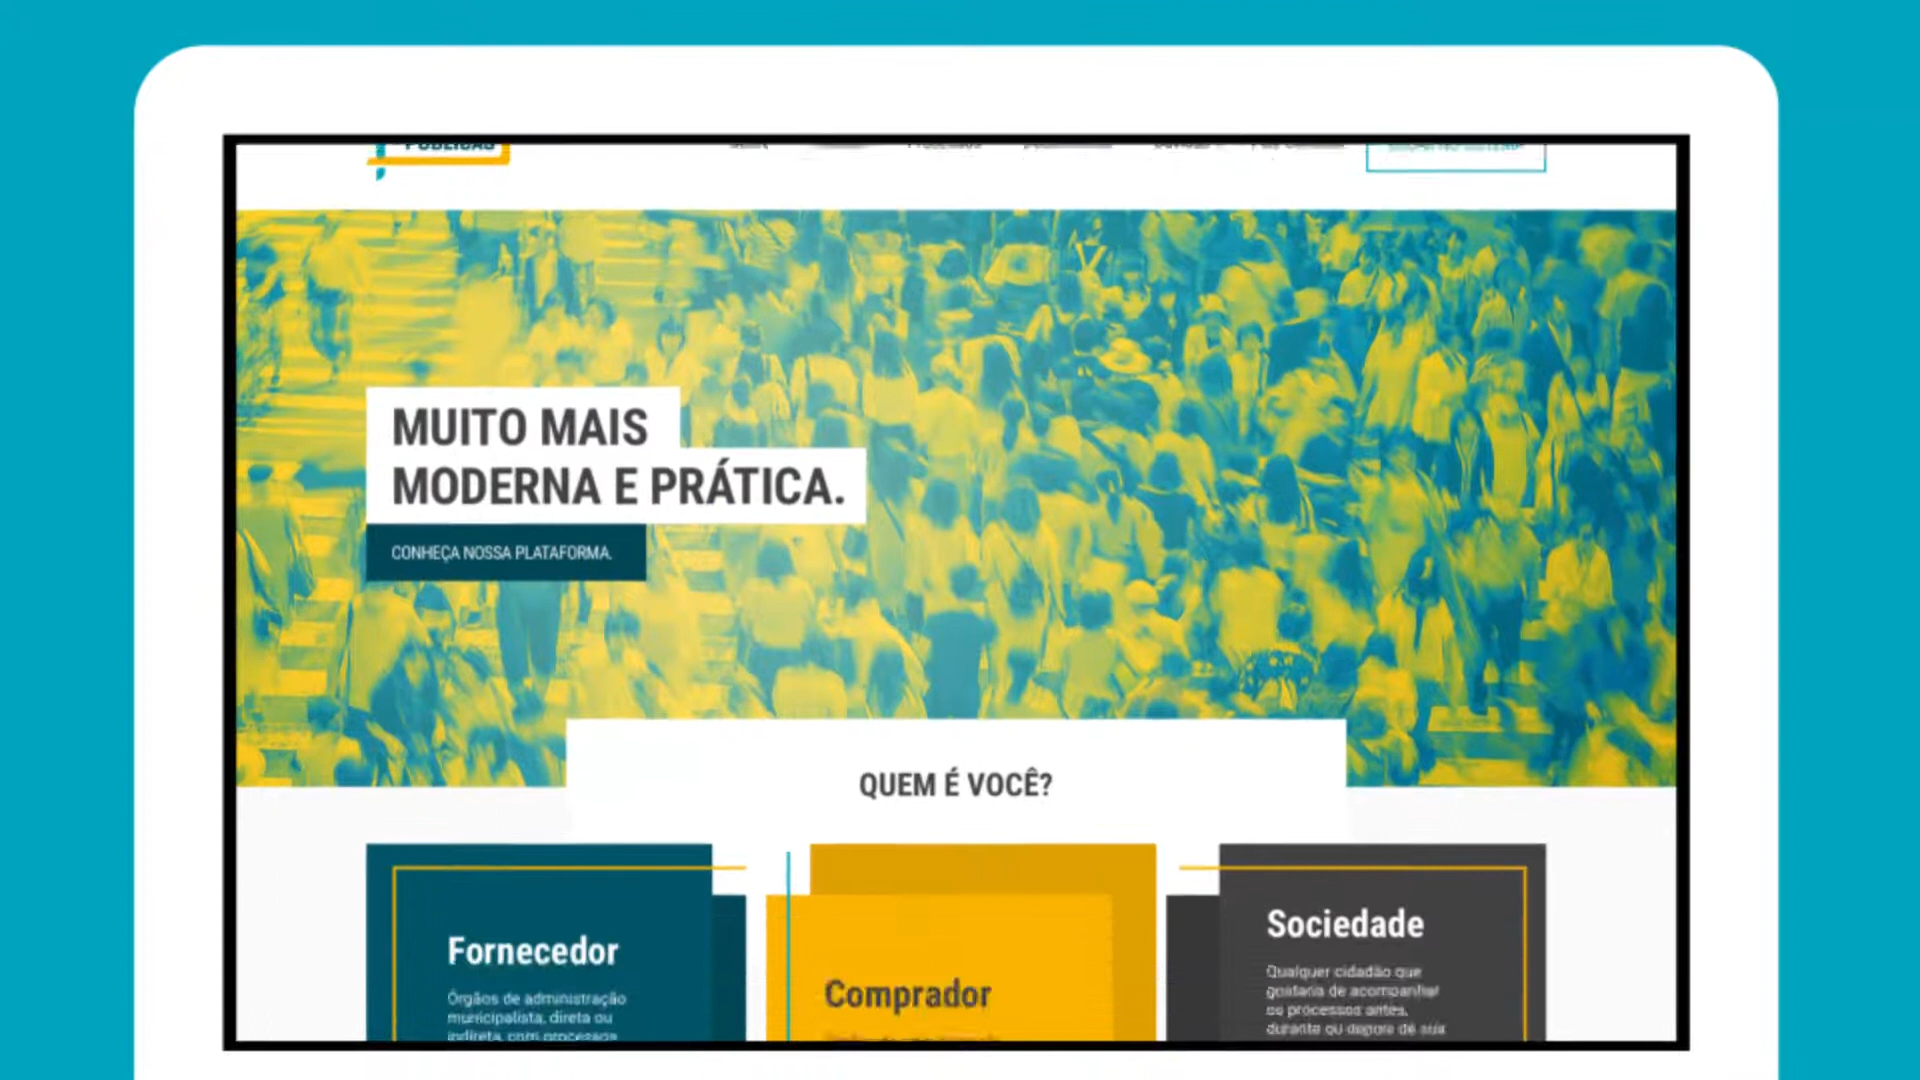 PÚBLICAS
MUITO MAIS
MODERNA E PRÁTICA.
CONHEÇA NOSSA PLATAFORMA.
QUEM É VOCÊ?
Fornecedor
Órgãos de administração
municipalista, direta ou
indireta, com processos
Comprador
Sociedade
Qualquer cidadão que
gostaria de acompanhar
os processos antes,
durante ou depois de sua